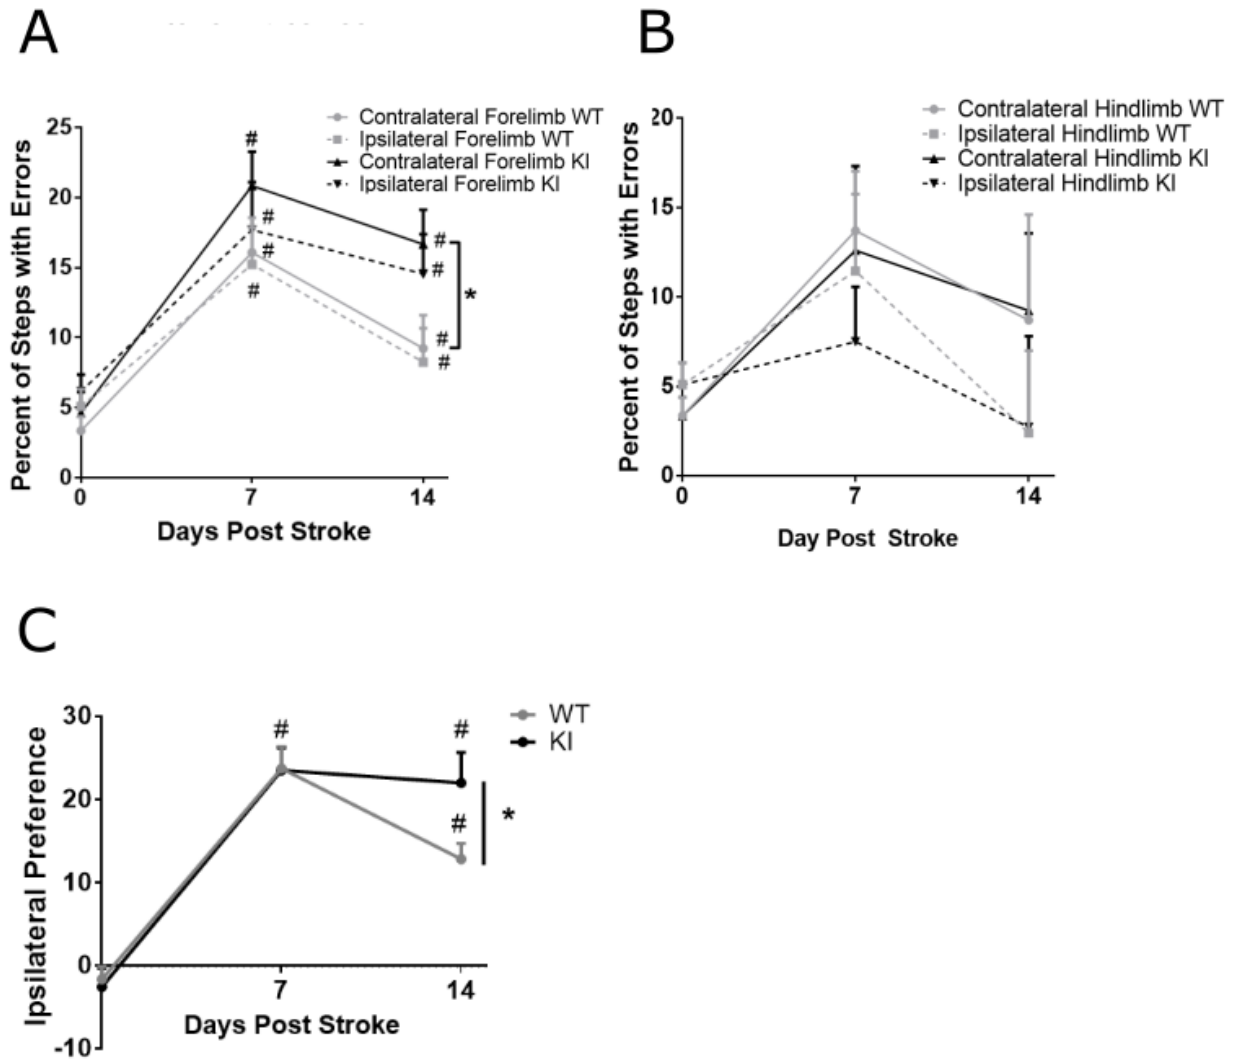 A
Contralateral Forelimb WT
Ipsilateral Forelimb WT
Contralateral Forelimb KI
Ipsilateral Forelimb KI
Percent of Steps with Errors
25
20
15
10
5
0
#
#
#
#
#
#
#
#
*
0 7 14
Days Post Stroke
B
Contralateral Hindlimb WT
Ipsilateral Hindlimb WT
Contralateral Hindlimb KI
Ipsilateral Hindlimb KI
Percent of Steps with Errors
20
15
10
5
0
0 7 14
Day Post Stroke
C
WT
KI
Ipsilateral Preference
30
20
10
0
-10
# #
#
*
7 14
Days Post Stroke